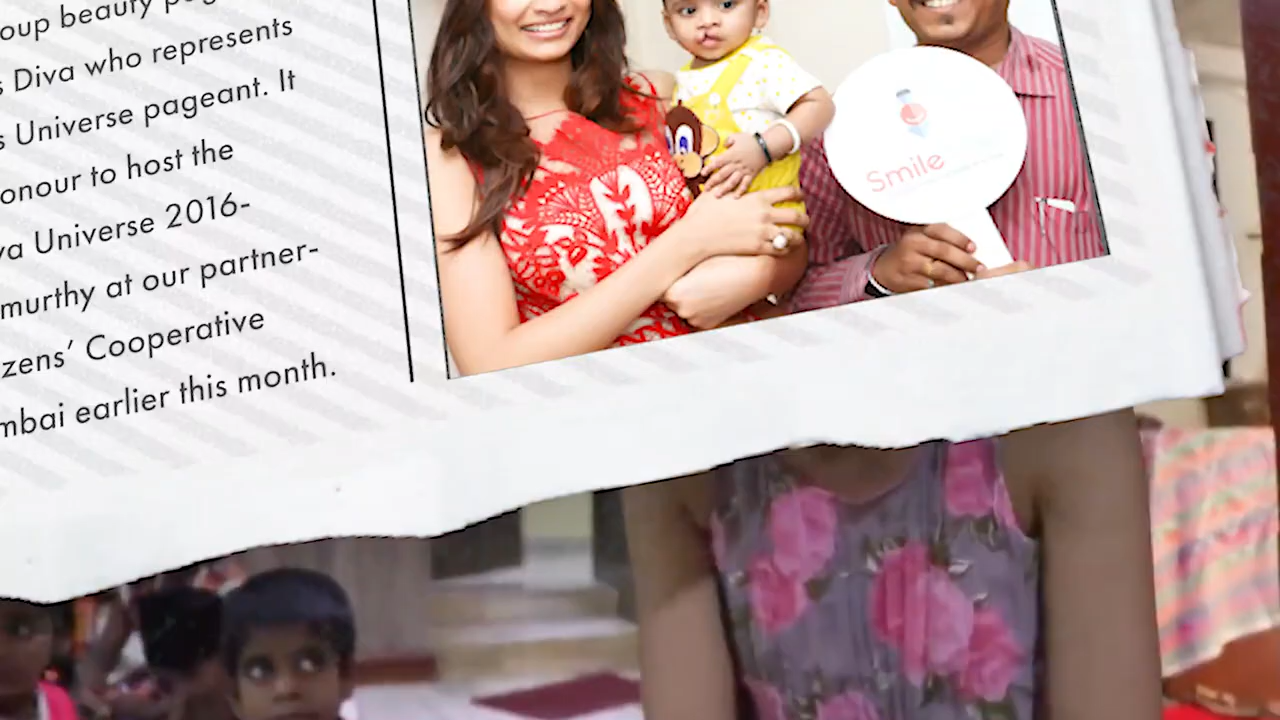 oup beauty pag
s Diva who represents
s Universe pageant. It
onour to host the
va Universe 2016-
murthy at our partner-
zens’ Cooperative
mbai earlier this month.
Smile